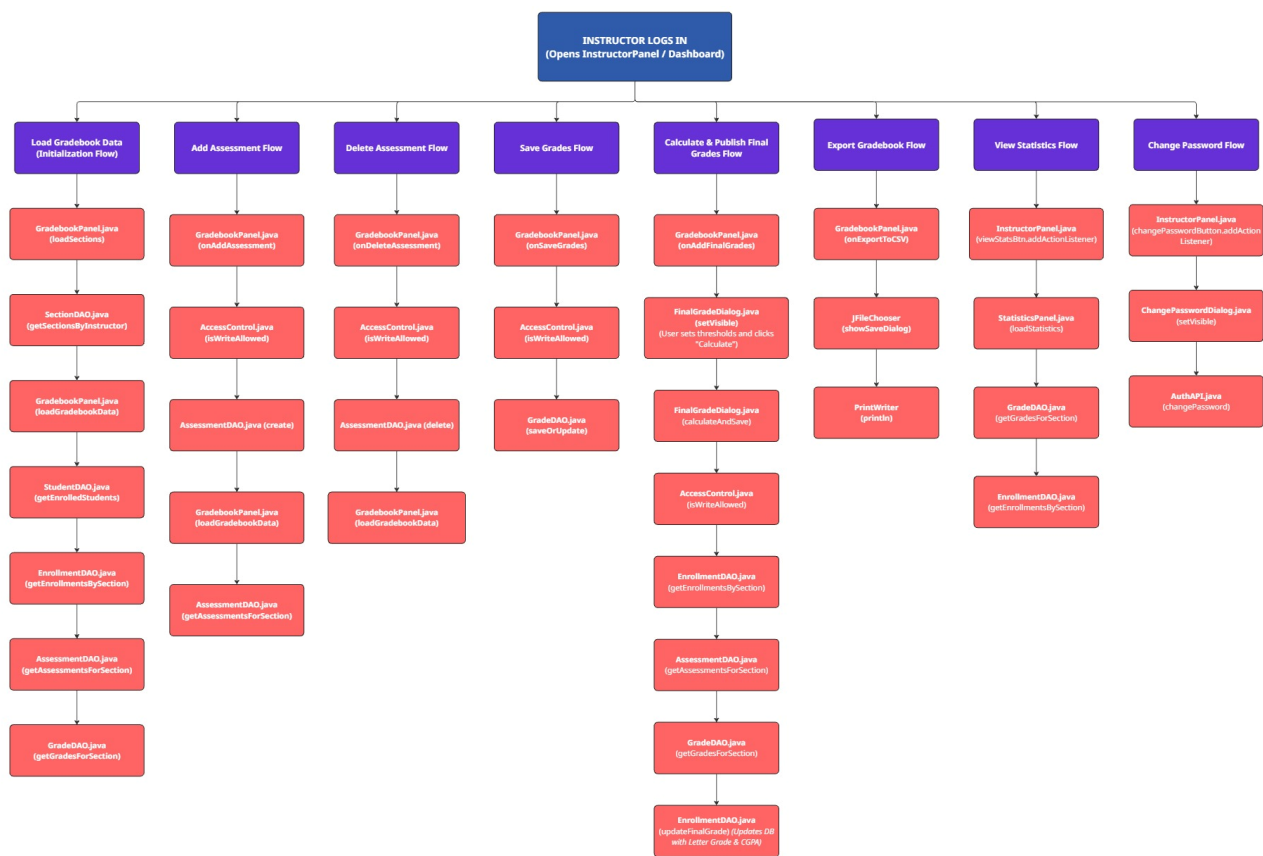 INSTRUCTOR LOGS IN
(Opens InstructorPanel / Dashboard)
Load Gradebook Data
(Initialization Flow)
GradebookPanel.java
(loadSections)
SectionDAO.java
(getSectionsByInstructor)
GradebookPanel.java
(loadGradebookData)
StudentDAO.java
(getEnrolledStudents)
EnrollmentDAO.java
(getEnrollmentsBySection)
AssessmentDAO.java
(getAssessmentsForSection)
GradeDAO.java
(getGradesForSection)
Add Assessment Flow
GradebookPanel.java
(onAddAssessment)
AccessControl.java
(isWriteAllowed)
AssessmentDAO.java (create)
GradebookPanel.java
(loadGradebookData)
AssessmentDAO.java
(getAssessmentsForSection)
Delete Assessment Flow
GradebookPanel.java
(onDeleteAssessment)
AccessControl.java
(isWriteAllowed)
AssessmentDAO.java (delete)
GradebookPanel.java
(loadGradebookData)
Save Grades Flow
GradebookPanel.java
(onSaveGrades)
AccessControl.java
(isWriteAllowed)
GradeDAO.java
(saveOrUpdate)
Calculate & Publish Final
Grades Flow
GradebookPanel.java
(onAddFinalGrades)
FinalGradeDialog.java
(setVisible)
(User sets thresholds and clicks
"Calculate")
FinalGradeDialog.java
(calculateAndSave)
AccessControl.java
(isWriteAllowed)
EnrollmentDAO.java
(getEnrollmentsBySection)
AssessmentDAO.java
(getAssessmentsForSection)
GradeDAO.java
(getGradesForSection)
EnrollmentDAO.java
(updateFinalGrade) (Updates DB
with Letter Grade & CGPA)
Export Gradebook Flow
GradebookPanel.java
(onExportToCSV)
JFileChooser
(showSaveDialog)
PrintWriter
(println)
View Statistics Flow
InstructorPanel.java
(viewStatsBtn.addActionListener)
StatisticsPanel.java
(loadStatistics)
GradeDAO.java
(getGradesForSection)
EnrollmentDAO.java
(getEnrollmentsBySection)
Change Password Flow
InstructorPanel.java
(changePasswordButton.addAction
Listener)
ChangePasswordDialog.java
(setVisible)
AuthAPI.java
(changePassword)